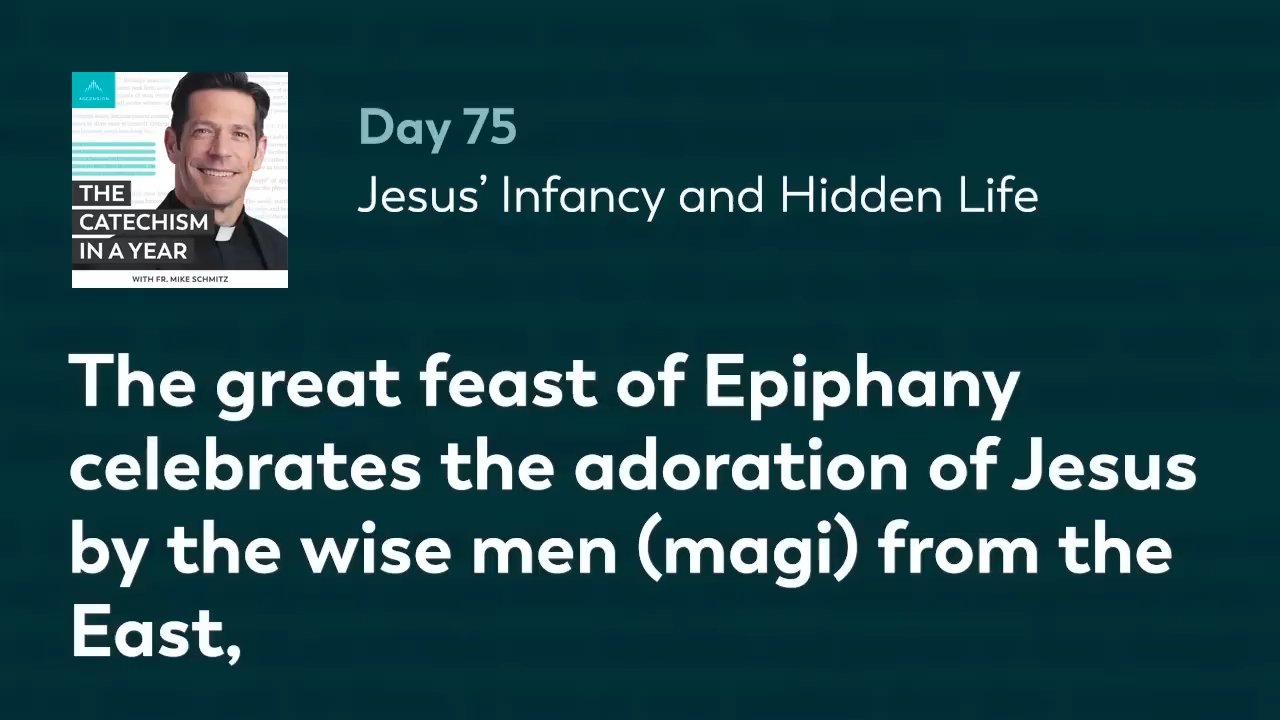 Day 75
Jesus’ Infancy and Hidden Life
ASCENSION
THE
CATECHISM
IN A YEAR
WITH FR. MIKE SCHMITZ
The great feast of Epiphany
celebrates the adoration of Jesus
by the wise men (magi) from the
East,